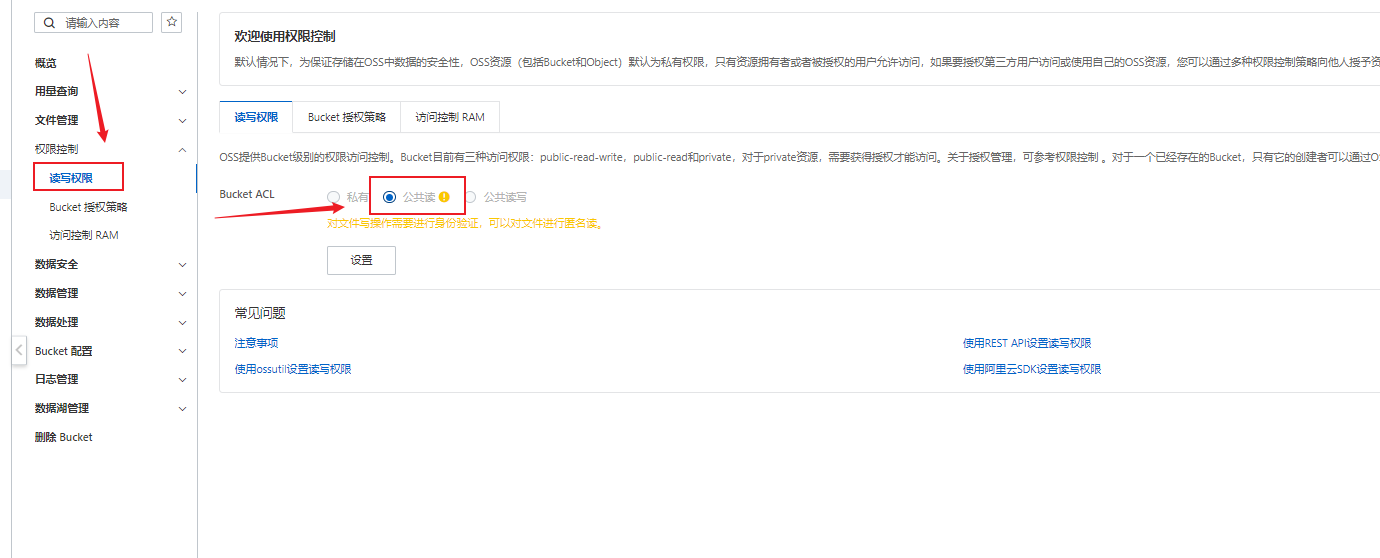 请输入内容
概览
用量查询
文件管理
权限控制
读写权限
Bucket 授权策略
访问控制 RAM
数据安全
数据管理
数据处理
Bucket 配置
日志管理
数据湖管理
删除 Bucket
欢迎使用权限控制
默认情况下，为保证存储在OSS中数据的安全性，OSS资源（包括Bucket和Object）默认为私有权限，只有资源拥有者或者被授权的用户允许访问，如果要授权第三方用户访问或使用自己的OSS资源，您可以通过多种权限控制策略向他人授予资
读写权限 Bucket 授权策略 访问控制 RAM
OSS提供Bucket级别的权限访问控制。Bucket目前有三种访问权限：public-read-write，public-read和private，对于private资源，需要获得授权才能访问。关于授权管理，可参考权限控制 。对于一个已经存在的Bucket，只有它的创建者可以通过OS
Bucket ACL 私有 公共读 公共读写
对文件写操作需要进行身份验证，可以对文件进行匿名读。
设置
常见问题
注意事项 使用REST API设置读写权限
使用ossutil设置读写权限 使用阿里云SDK设置读写权限